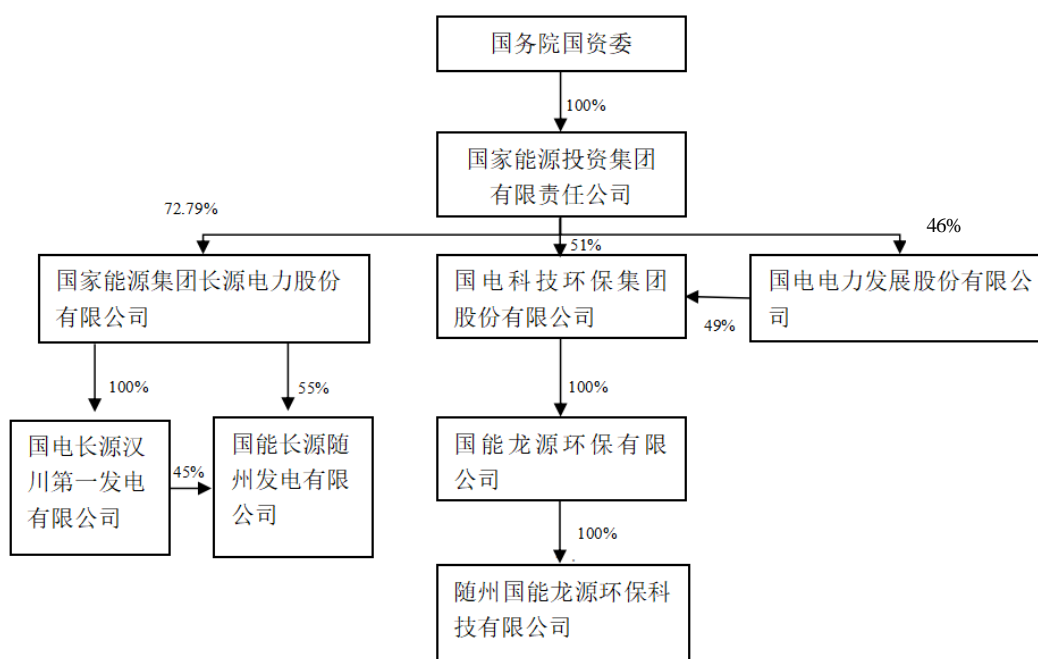 国务院国资委
100%
国家能源投资集团
有限责任公司
72.79%
51%
46%
国家能源集团长源电力股份
有限公司
国电科技环保集团
股份有限公司
49%
国电电力发展股份有限公
司
100%
55%
100%
国电长源汉
川第一发电
有限公司
45%
国能长源随
州发电有限
公司
国能龙源环保有限
公司
100%
随州国能龙源环保科
技有限公司